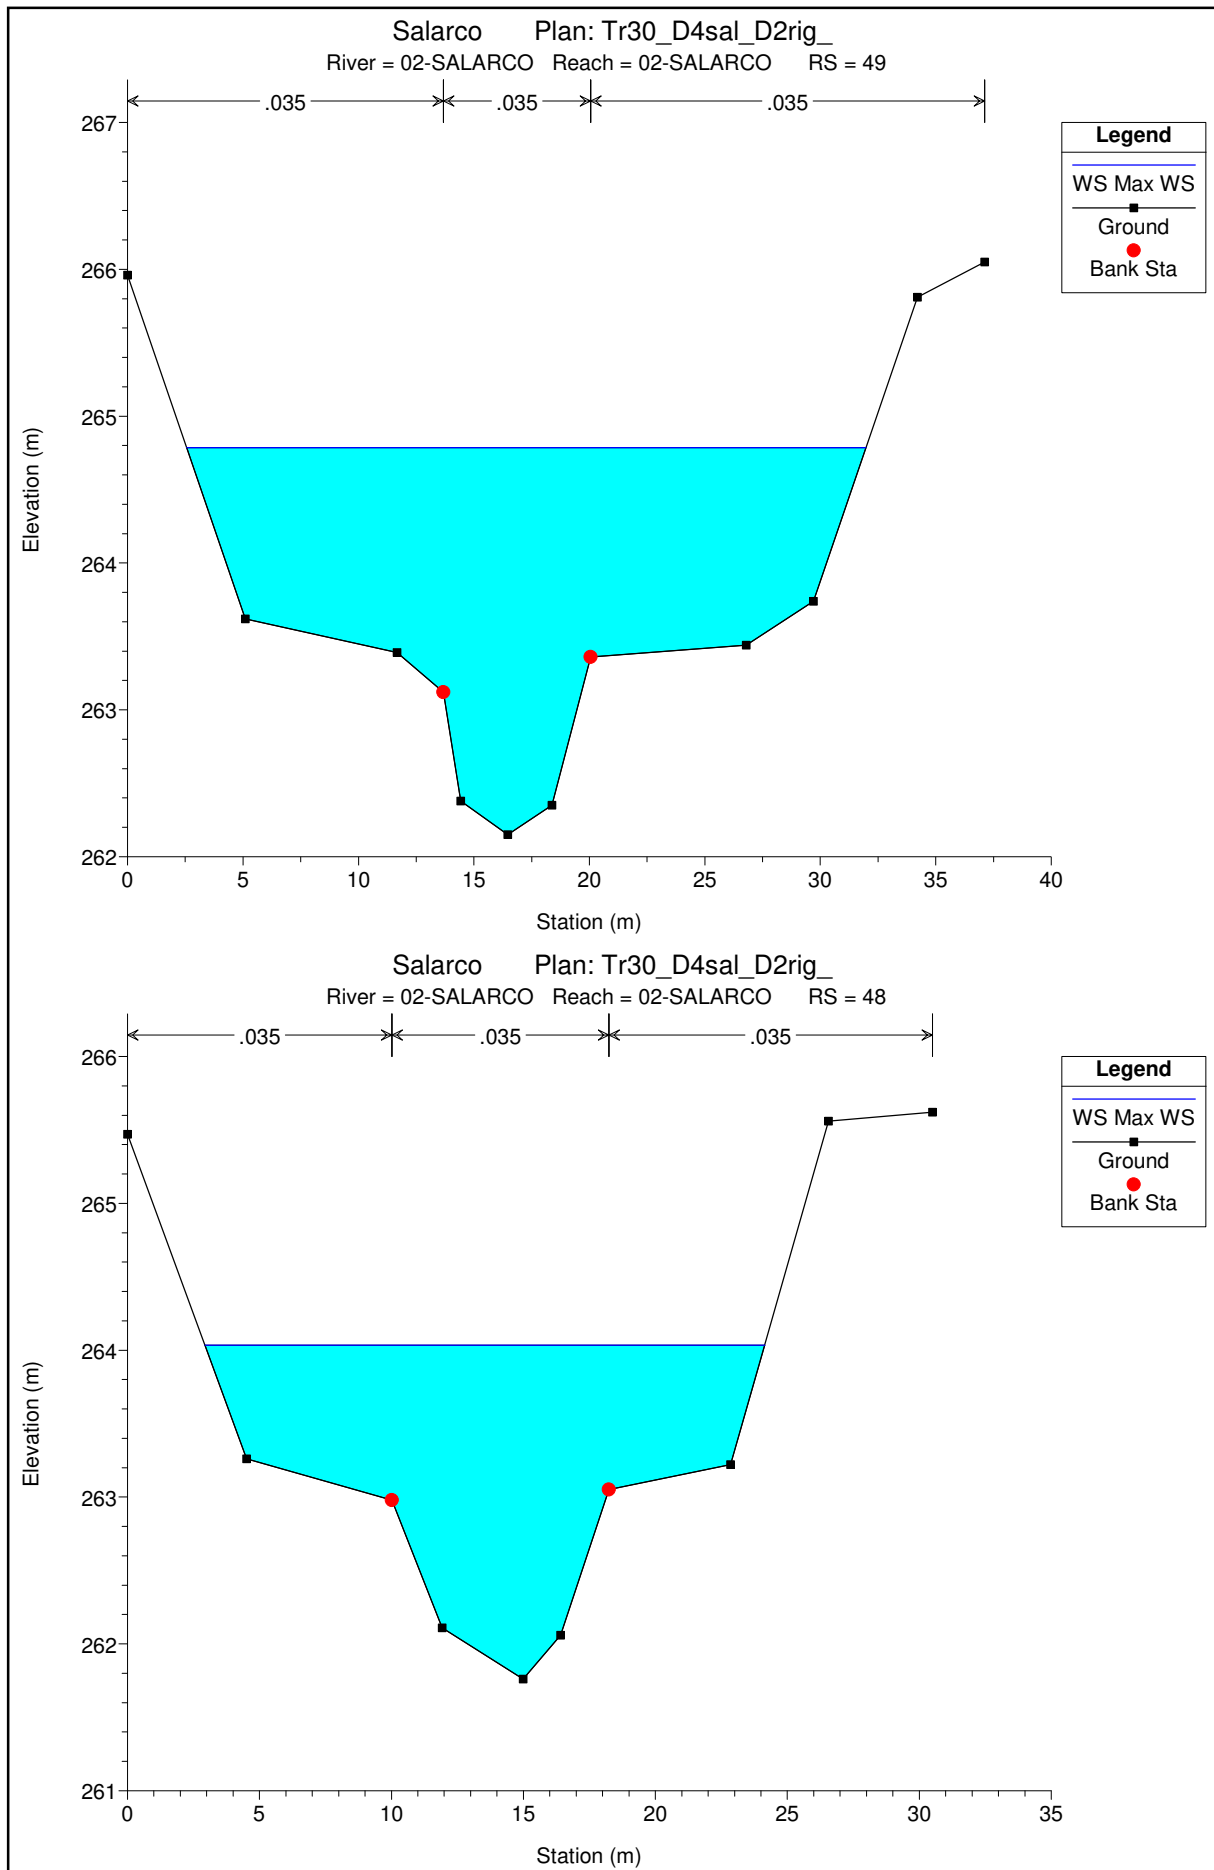 Salarco Plan: Tr30_D4sal_D2rig_
River = 02-SALARCO Reach = 02-SALARCO RS = 49
.035 .035 .035
267
266
265
264
263
262
Elevation (m)
0 5 10 15 20 25 30 35 40
Station (m)
Legend
WS Max WS
Ground
Bank Sta
Salarco Plan: Tr30_D4sal_D2rig_
River = 02-SALARCO Reach = 02-SALARCO RS = 48
.035 .035 .035
266
265
264
263
262
261
Elevation (m)
0 5 10 15 20 25 30 35
Station (m)
Legend
WS Max WS
Ground
Bank Sta